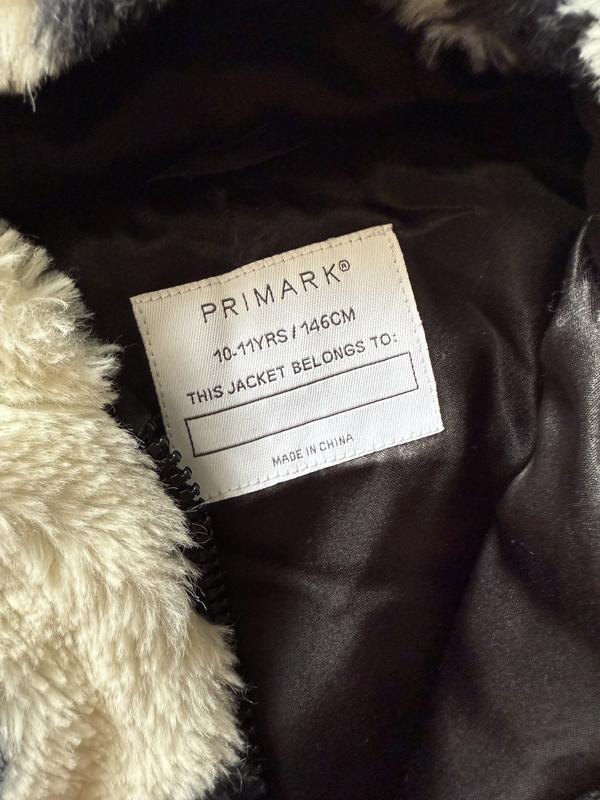 PRIMARK®
10-11YRS / 146CM
THIS JACKET BELONGS TO:
MADE IN CHINA